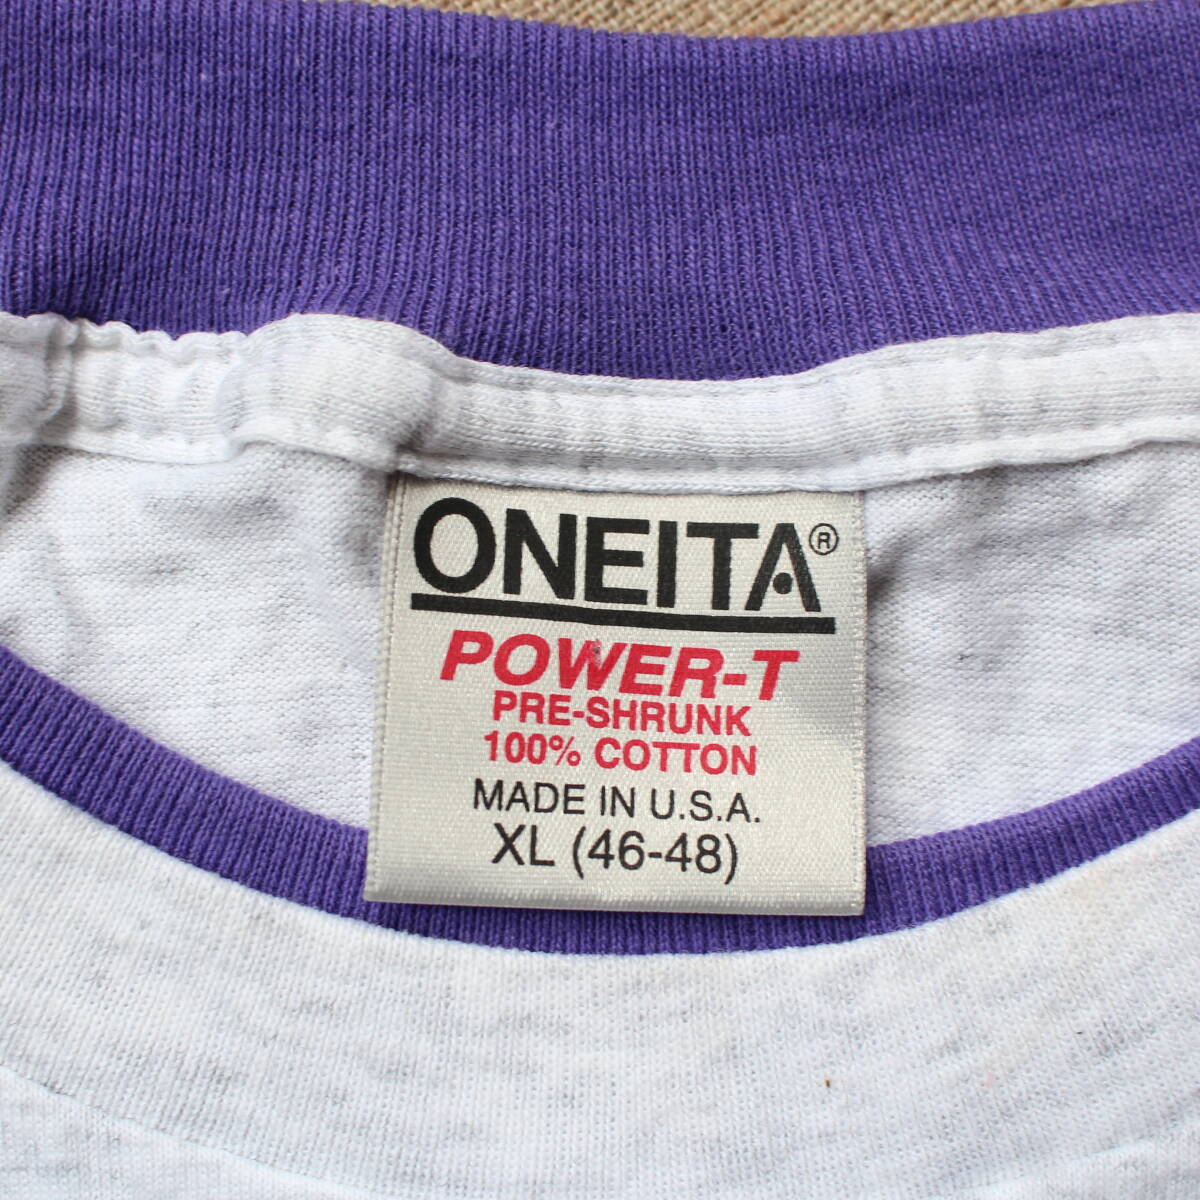 ONEITA®
POWER-T
PRE-SHRUNK
100% COTTON
MADE IN U.S.A.
XL (46-48)